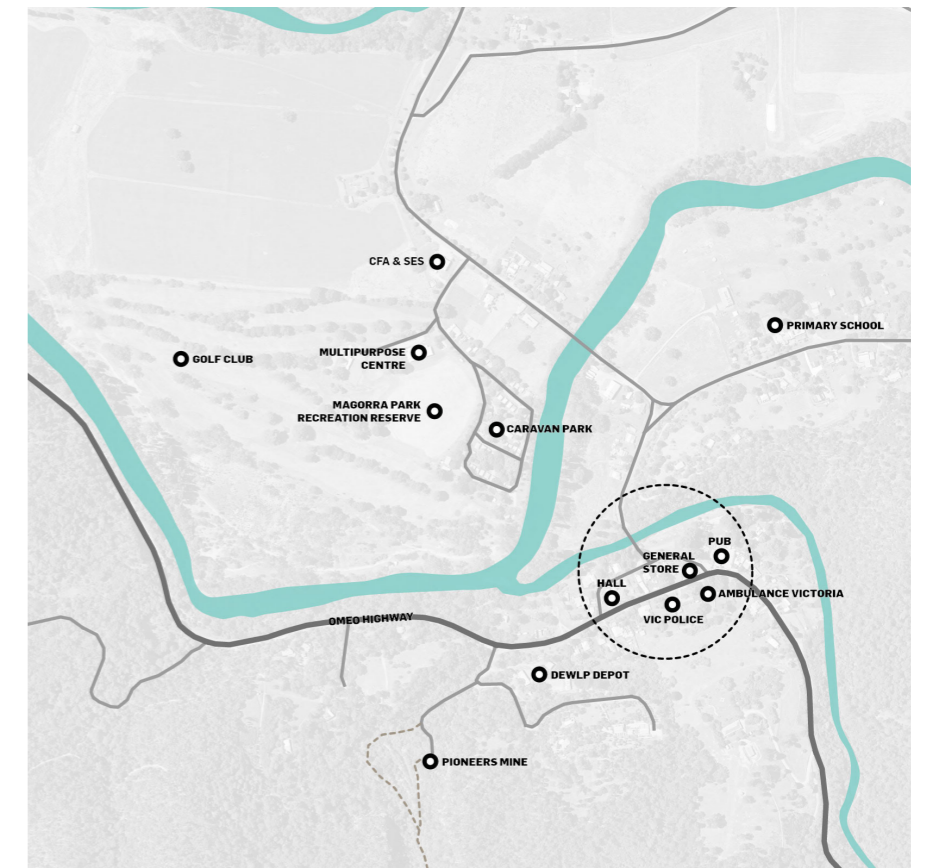 CFA & SES
PRIMARY SCHOOL
GOLF CLUB
MULTIPURPOSE
CENTRE
MAGORRA PARK
RECREATION RESERVE
CARAVAN PARK
PUB
GENERAL
STORE
HALL
AMBULANCE VICTORIA
VIC POLICE
OMEO HIGHWAY
DEWLP DEPOT
PIONEERS MINE